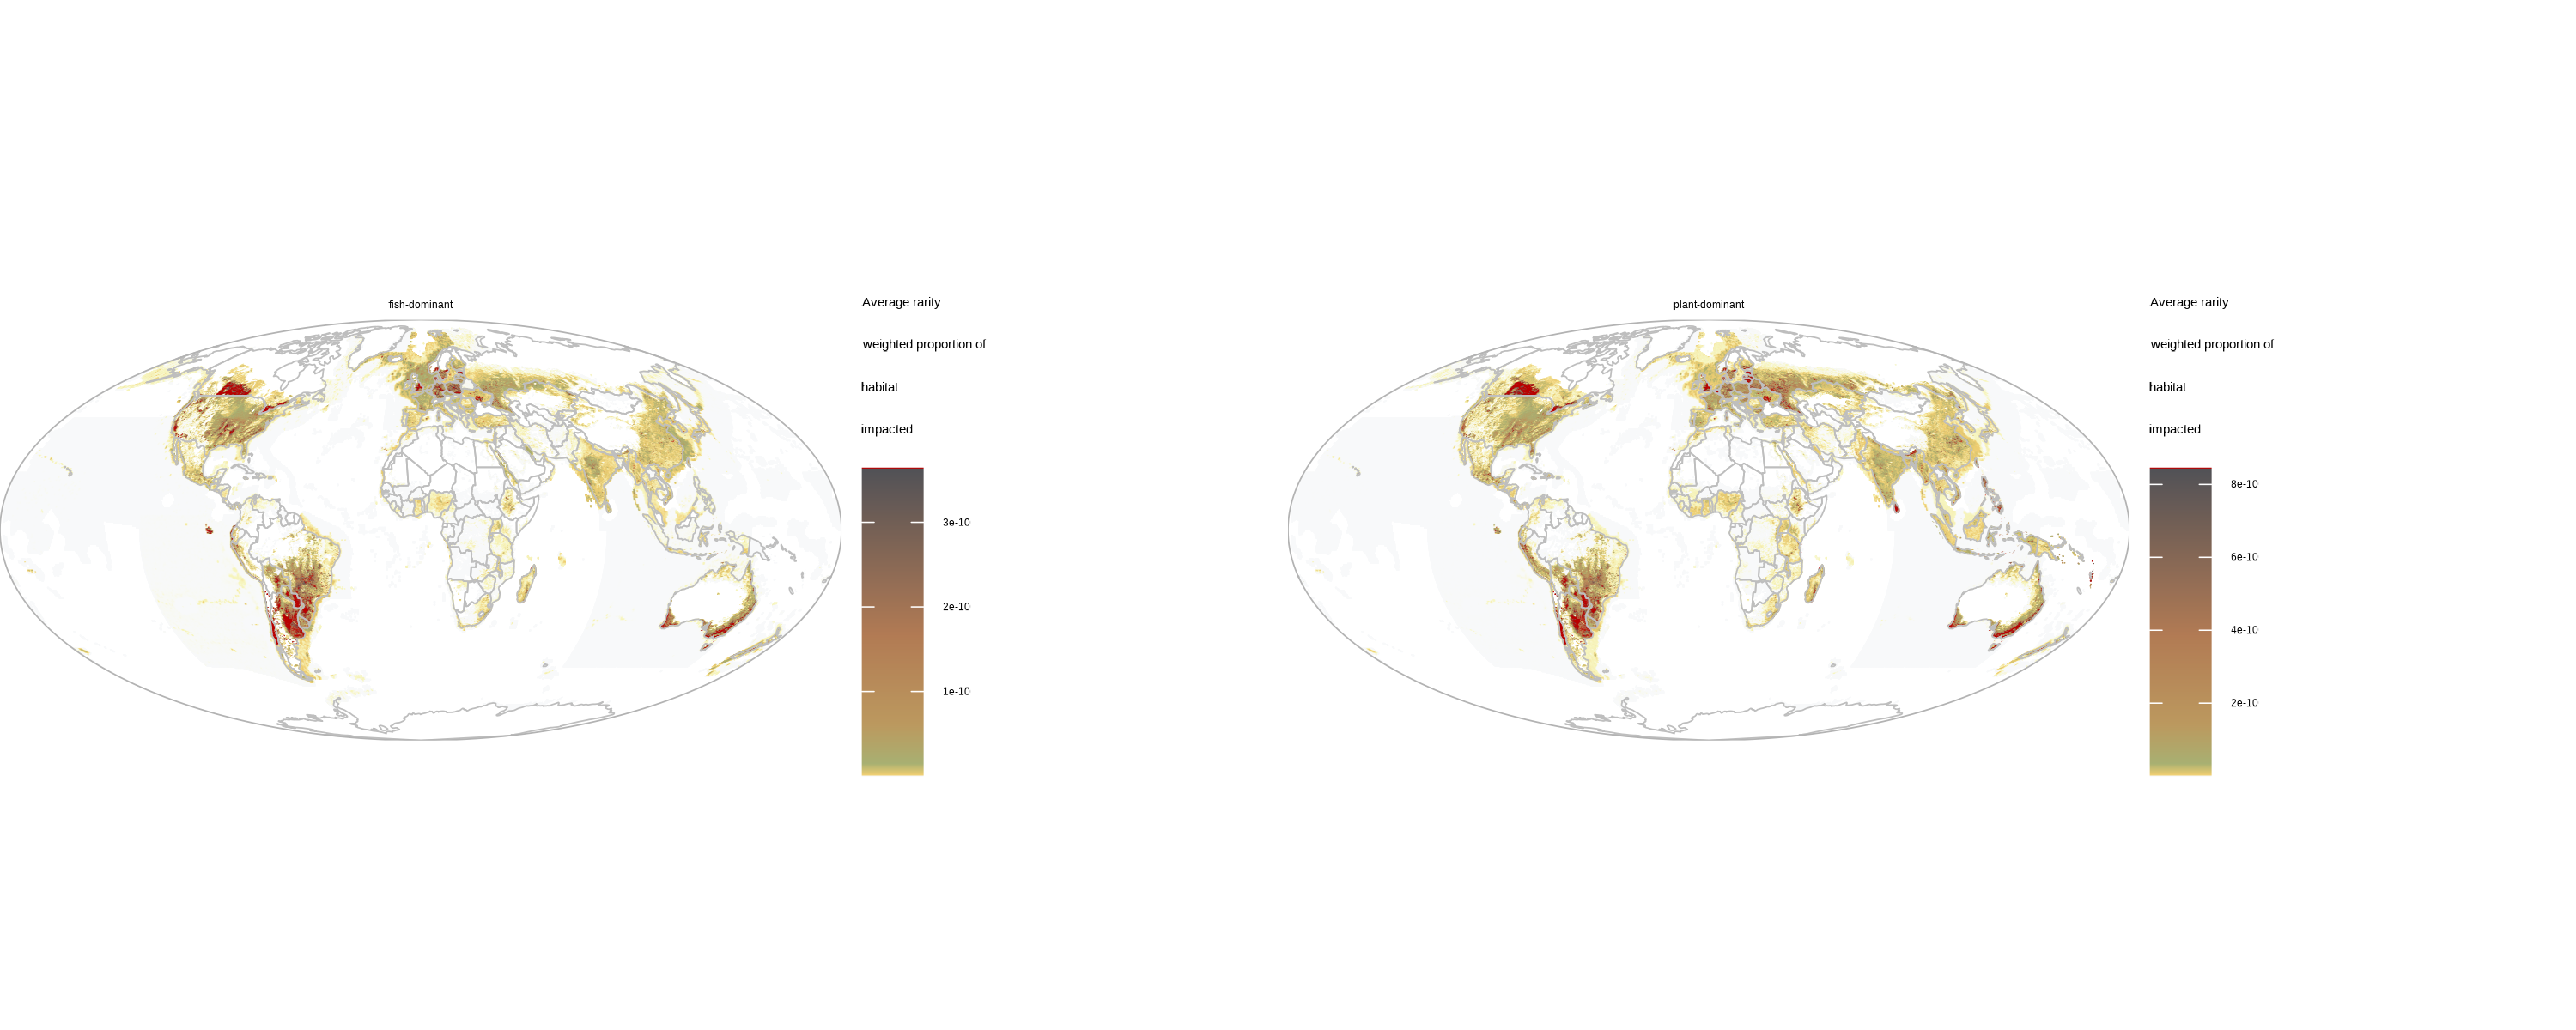 fish-dominant
Average rarity
weighted proportion of
habitat
impacted
3e-10
2e-10
1e-10
plant-dominant
Average rarity
weighted proportion of
habitat
impacted
8e-10
6e-10
4e-10
2e-10